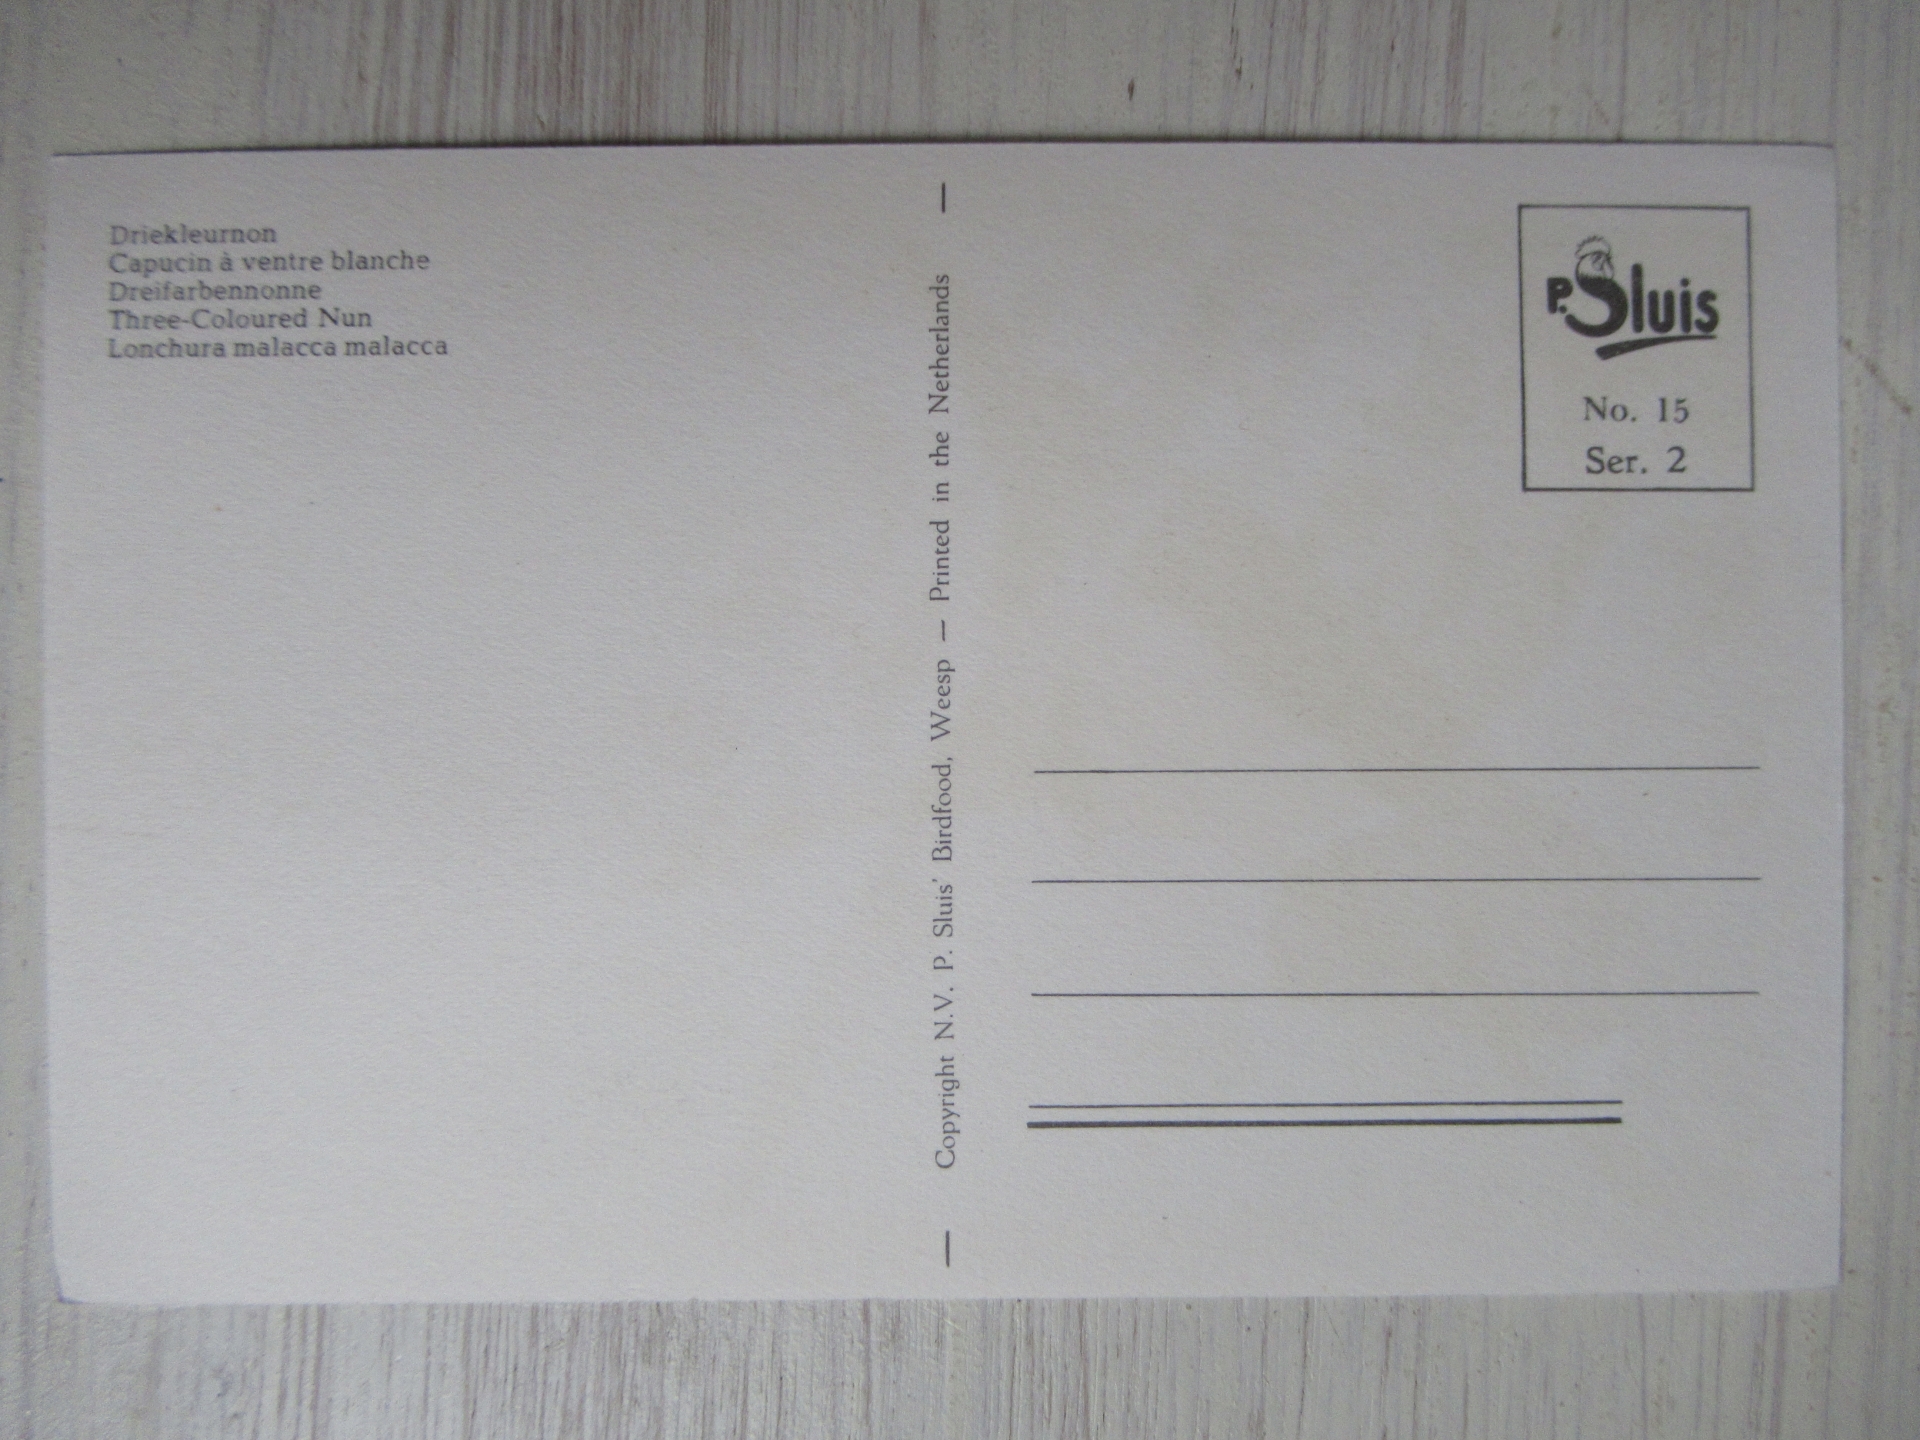 Driekleurnon
Capucin à ventre blanche
Dreifarbennonne
Three-Coloured Nun
Lonchura malacca malacca
Copyright N.V. P. Sluis' Birdfood, Weesp — Printed in the Netherlands
P. Sluis
No. 15
Ser. 2